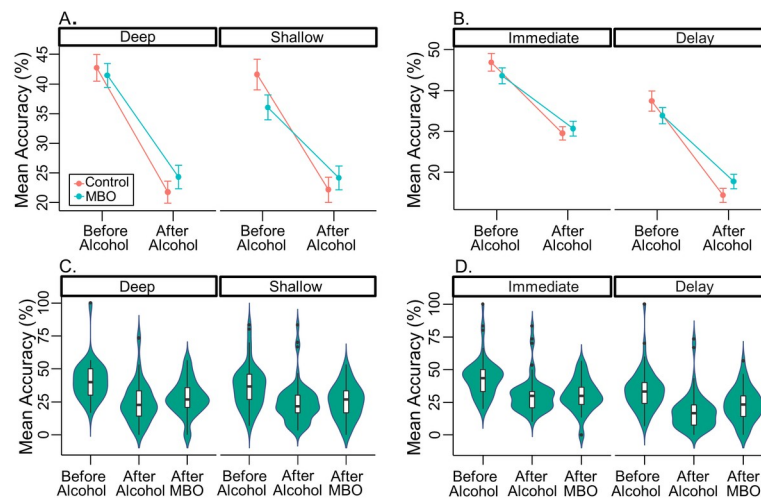 A.
Deep Shallow
Mean Accuracy (%)
45
40
35
30
25
20
Control
MBO
Before Alcohol After Alcohol Before Alcohol After Alcohol
B.
Immediate Delay
Mean Accuracy (%)
50
40
30
20
Before Alcohol After Alcohol Before Alcohol After Alcohol
C.
Deep Shallow
Mean Accuracy (%)
100
75
50
25
0
Before Alcohol After Alcohol After MBO Before Alcohol After Alcohol After MBO
D.
Immediate Delay
Mean Accuracy (%)
100
75
50
25
0
Before Alcohol After Alcohol After MBO Before Alcohol After Alcohol After MBO